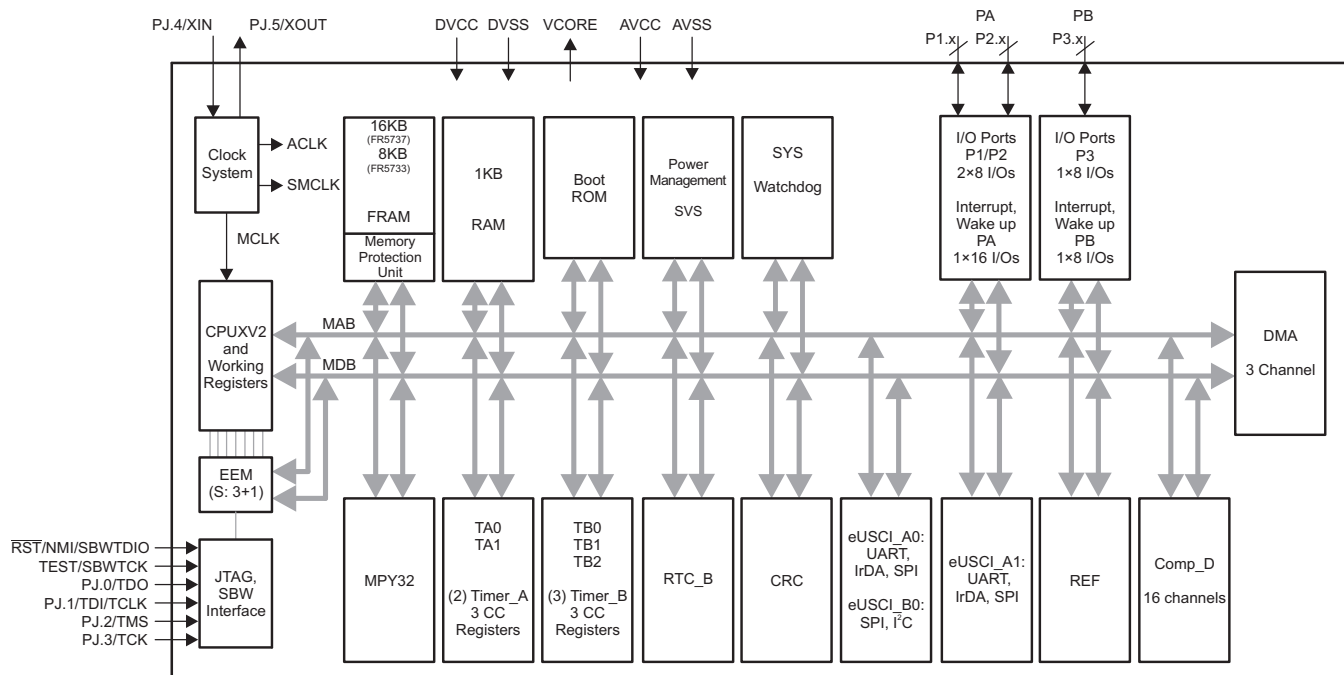 PJ.4/XIN
PJ.5/XOUT
DVCC
DVSS
VCORE
AVCC
AVSS
PA
P1.x
P2.x
PB
P3.x
Clock
System
ACLK
SMCLK
MCLK
16KB
(FR5737)
8KB
(FR5733)
FRAM
Memory
Protection
Unit
1KB
RAM
Boot
ROM
Power
Management
SVS
SYS
Watchdog
I/O Ports
P1/P2
2×8 I/Os
Interrupt,
Wake up
PA
1×16 I/Os
I/O Ports
P3
1×8 I/Os
Interrupt,
Wake up
PB
1×8 I/Os
CPUXV2
and
Working
Registers
MAB
MDB
DMA
3 Channel
EEM
(S: 3+1)
RST/NMI/SBWTDIO
TEST/SBWTCK
PJ.0/TDO
PJ.1/TDI/TCLK
PJ.2/TMS
PJ.3/TCK
JTAG,
SBW
Interface
MPY32
TA0
TA1
(2) Timer_A
3 CC
Registers
TB0
TB1
TB2
(3) Timer_B
3 CC
Registers
RTC_B
CRC
eUSCI_A0:
UART,
IrDA, SPI
eUSCI_B0:
SPI, I²C
eUSCI_A1:
UART,
IrDA, SPI
REF
Comp_D
16 channels